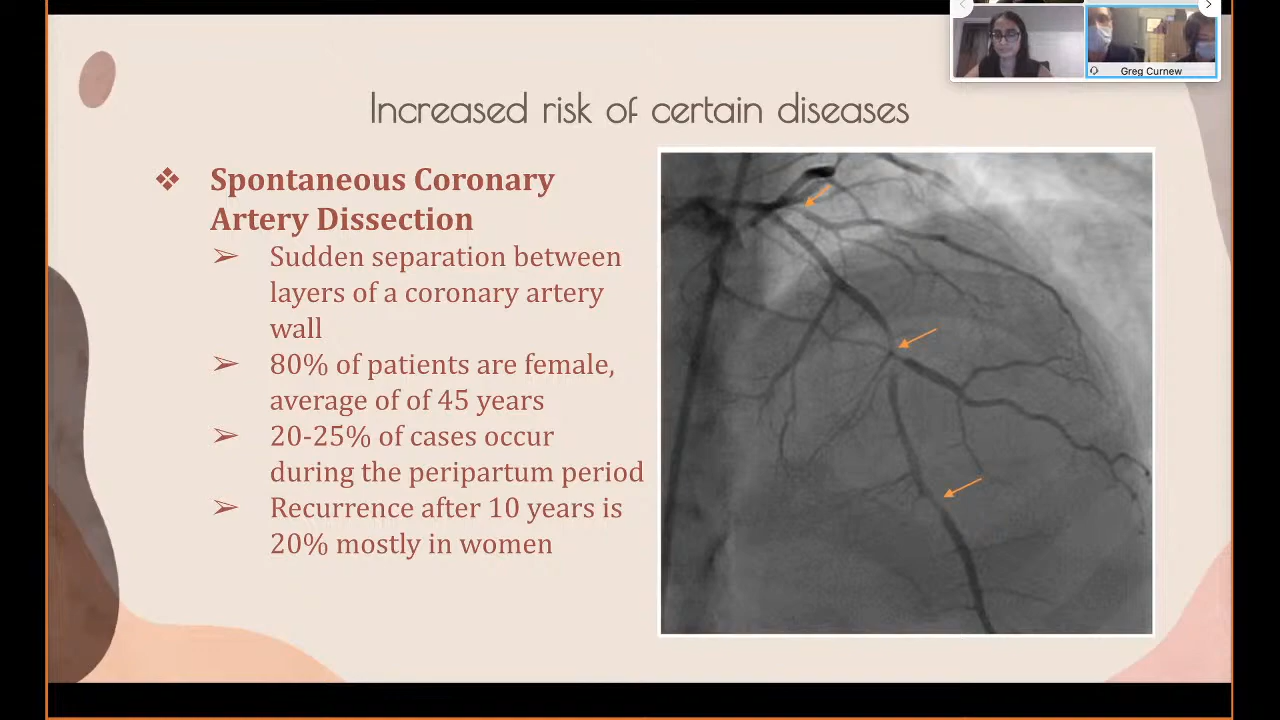 Greg Curnew
Increased risk of certain diseases
❖ Spontaneous Coronary
Artery Dissection
➢ Sudden separation between
layers of a coronary artery
wall
➢ 80% of patients are female,
average of of 45 years
➢ 20-25% of cases occur
during the peripartum period
➢ Recurrence after 10 years is
20% mostly in women